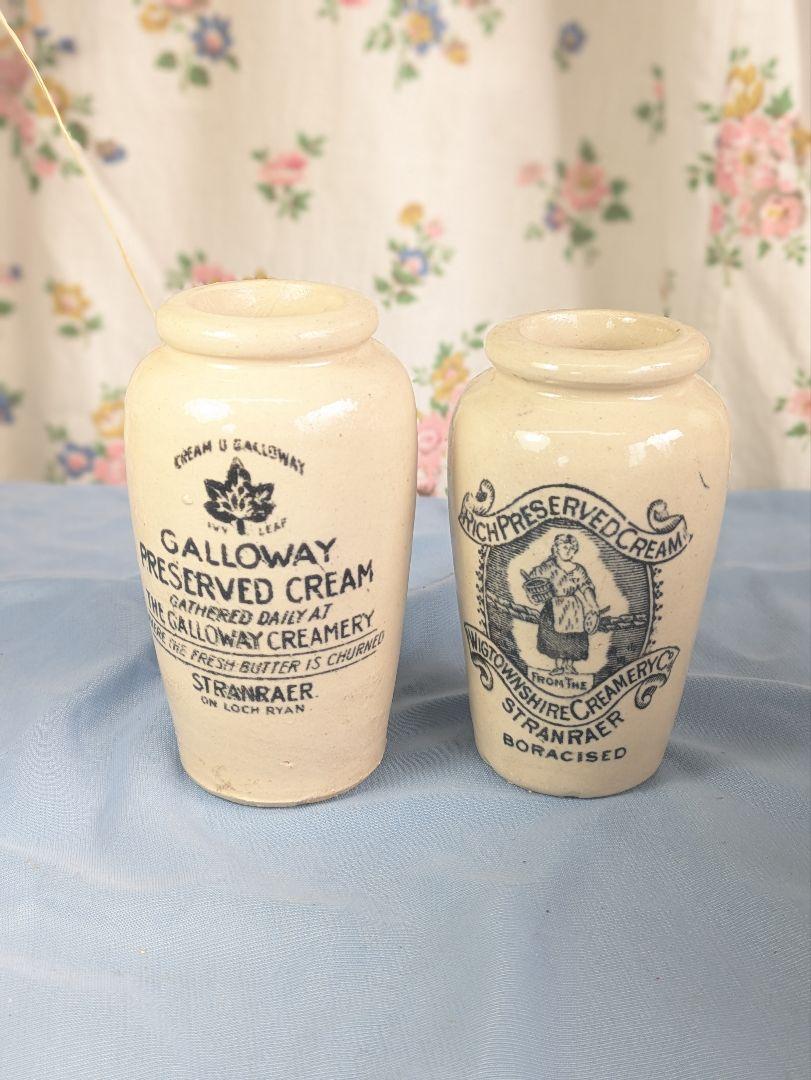 CREAM O GALLOWAY
IVY LEAF
GALLOWAY
PRESERVED CREAM
GATHERED DAILY AT
THE GALLOWAY CREAMERY
THE FRESH BUTTER IS CHURNED
STRANRAER.
ON LOCH RYAN.
RICH PRESERVED CREAM
FROM THE
WIGTOWNSHIRE CREAMERY Co
STRANRAER
BORACISED